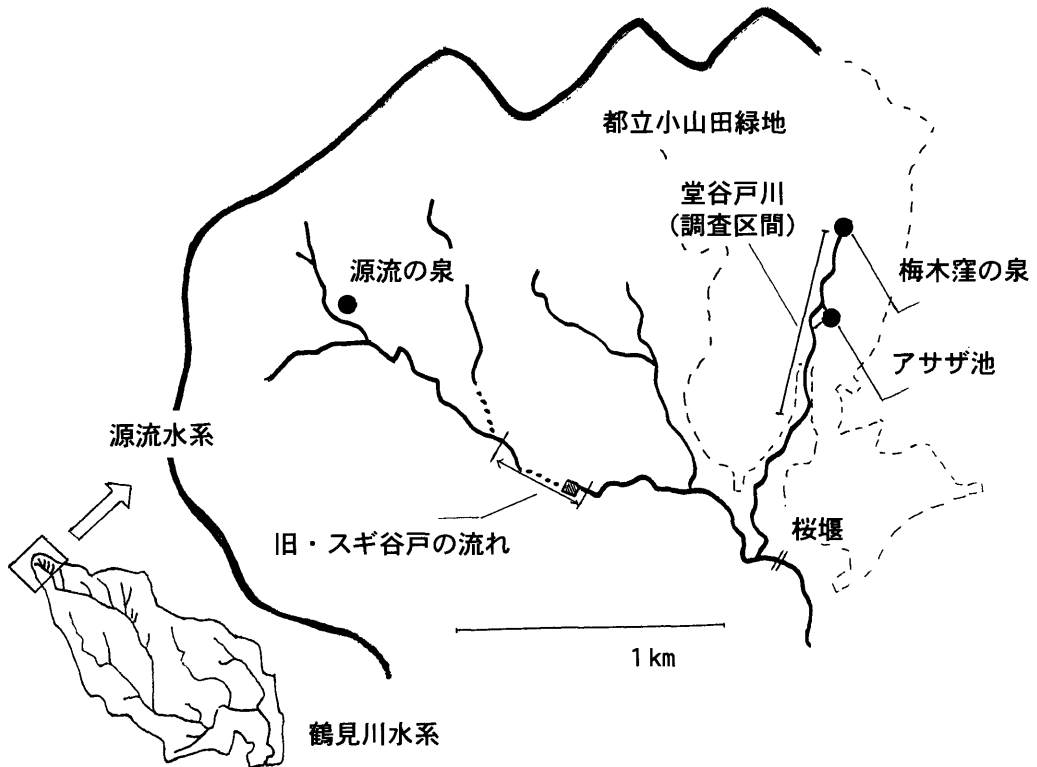 都立小山田緑地
堂谷戸川
(調査区間)
源流の泉
梅木窪の泉
アサザ池
源流水系
旧・スギ谷戸の流れ
桜堰
1km
鶴見川水系